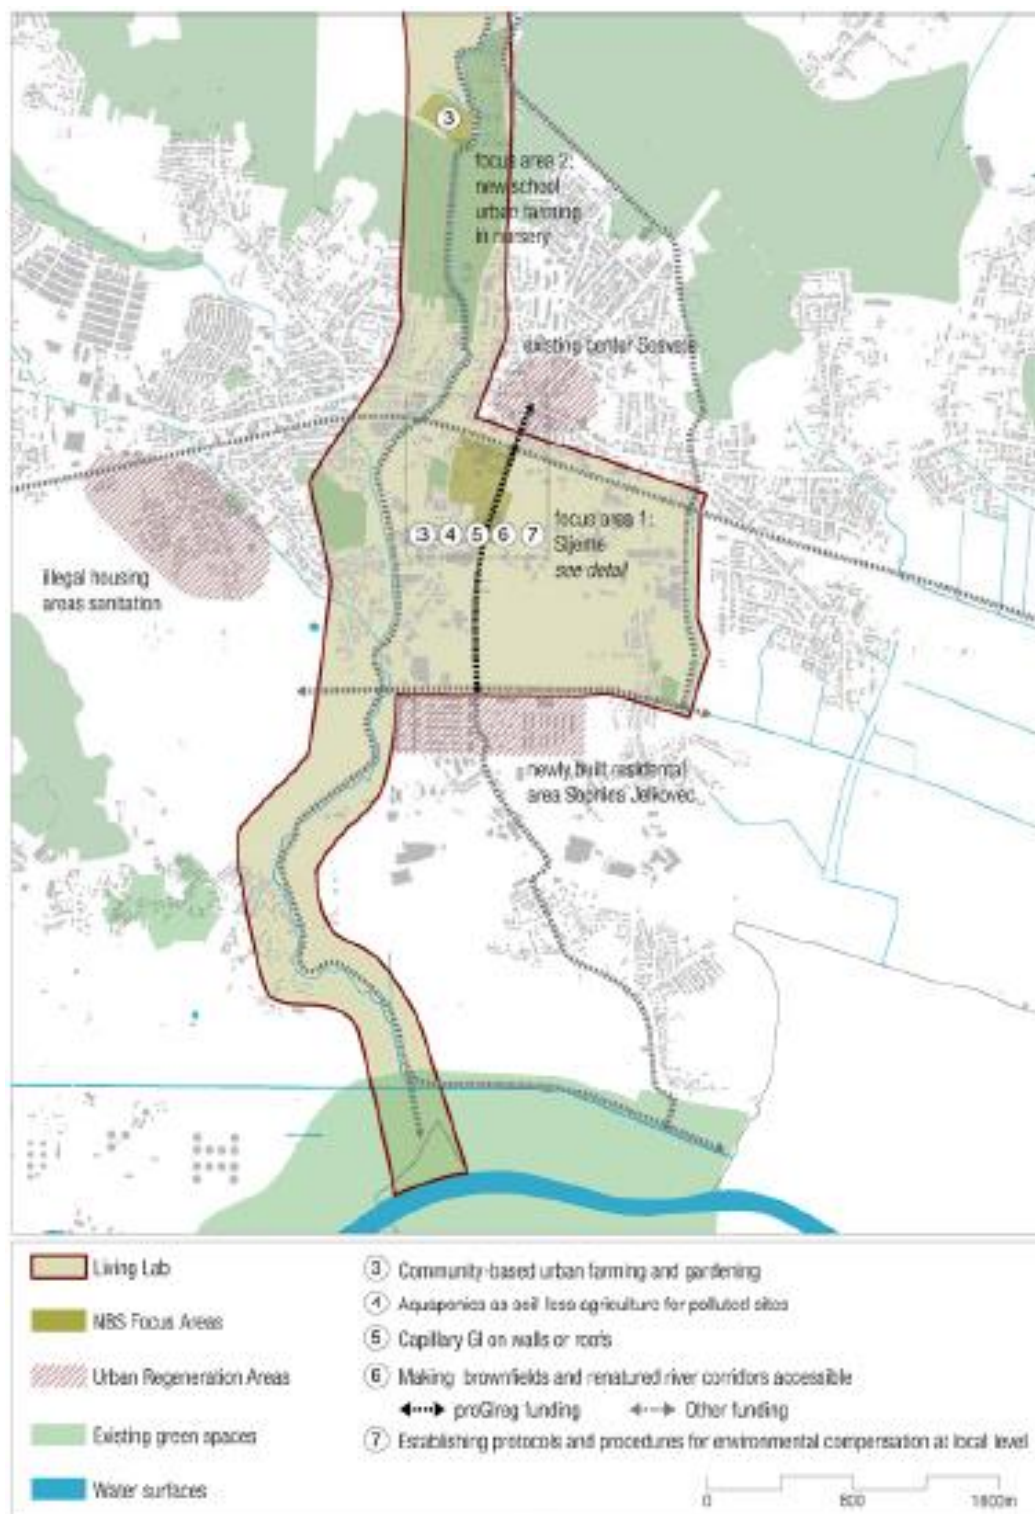 3
focus area 2:
new school
urban farming
in nursery
existing center Sesvete
3 4 5 6 7
focus area 1:
Sljeme
see detail
illegal housing
areas sanitation
newly built residental
area Sopnica Jelkovec
Living Lab
NBS Focus Areas
Urban Regeneration Areas
Existing green spaces
Water surfaces
3 Community-based urban farming and gardening
4 Aquaponics as soil less agriculture for polluted sites
5 Capillary GI on walls or roofs
6 Making brownfields and renatured river corridors accessible
proGIreg funding
Other funding
7 Establishing protocols and procedures for environmental compensation at local level
0 800 1600m